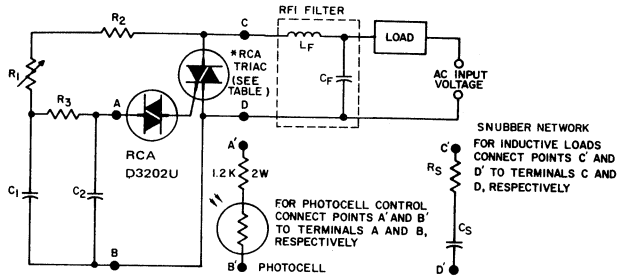 RFI FILTER
R2
C
LF
LOAD
R1
*RCA
TRIAC
(SEE
TABLE)
CF
AC INPUT
VOLTAGE
R3
A
D
RCA
D3202U
C1
C2
B
A'
1.2 K
2W
FOR PHOTOCELL CONTROL
CONNECT POINTS A' AND B'
TO TERMINALS A AND B,
RESPECTIVELY
B'
PHOTOCELL
SNUBBER NETWORK
FOR INDUCTIVE LOADS
CONNECT POINTS C' AND
D' TO TERMINALS C AND
D, RESPECTIVELY
C'
RS
CS
D'